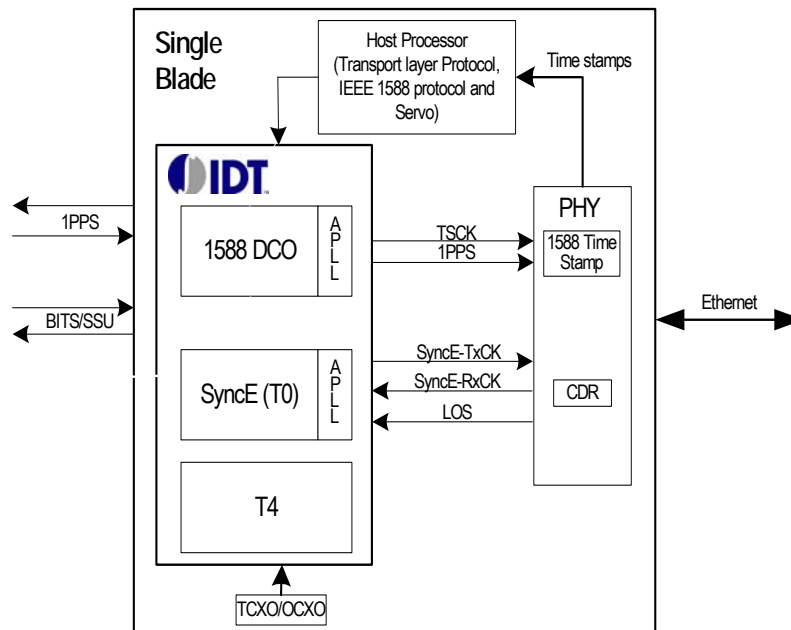 Single
Blade
Host Processor
(Transport layer Protocol,
IEEE 1588 protocol and
Servo)
Time stamps
IDT
1PPS
1588 DCO
APLL
TSCK
1PPS
PHY
1588 Time
Stamp
BITS/SSU
Ethernet
SyncE (T0)
APLL
SyncE-TxCK
SyncE-RxCK
LOS
CDR
T4
TCXO/OCXO